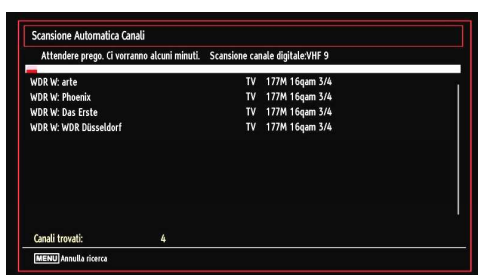 Scansione Automatica Canali
Attendere prego. Ci vorranno alcuni minuti. Scansione canale digitale:VHF 9
WDR W: arte TV 177M 16qam 3/4
WDR W: Phoenix TV 177M 16qam 3/4
WDR W: Das Erste TV 177M 16qam 3/4
WDR W: WDR Düsseldorf TV 177M 16qam 3/4
Canali trovati: 4
MENU Annulla ricerca